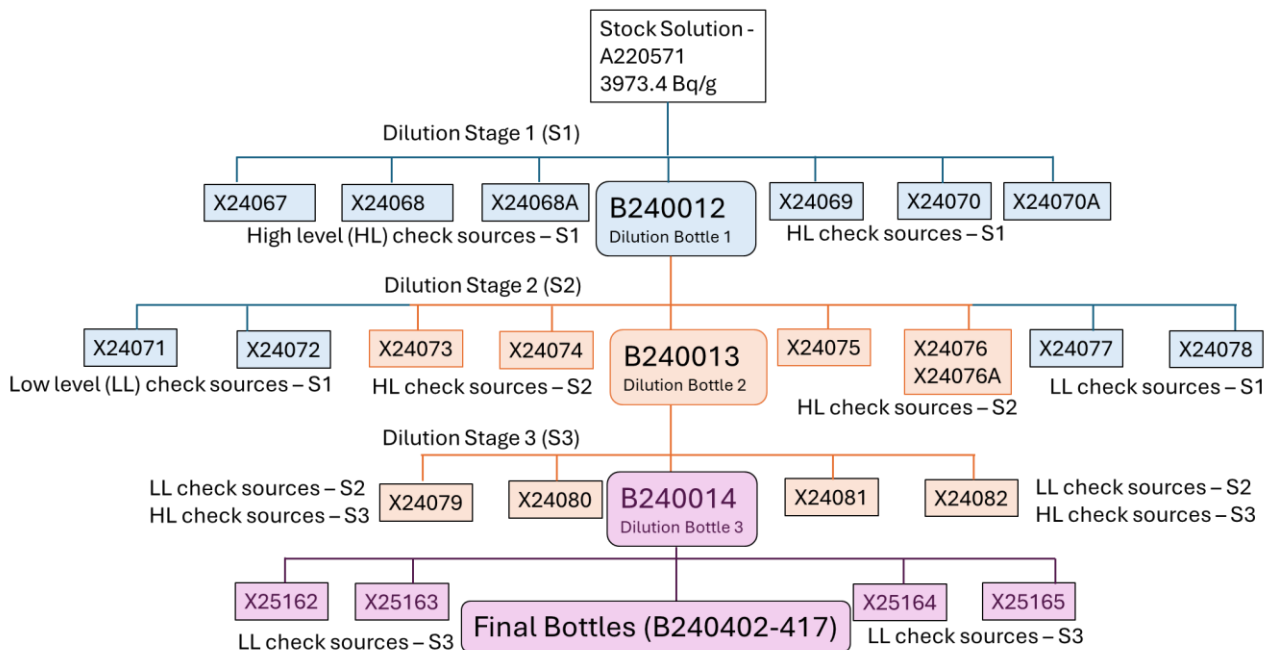 Stock Solution -
A220571
3973.4 Bq/g
Dilution Stage 1 (S1)
X24067
X24068
X24068A
B240012
Dilution Bottle 1
X24069
X24070
X24070A
High level (HL) check sources – S1
HL check sources – S1
Dilution Stage 2 (S2)
X24071
X24072
X24073
X24074
B240013
Dilution Bottle 2
X24075
X24076
X24076A
X24077
X24078
Low level (LL) check sources – S1
HL check sources – S2
HL check sources – S2
LL check sources – S1
Dilution Stage 3 (S3)
LL check sources – S2
HL check sources – S3
X24079
X24080
B240014
Dilution Bottle 3
X24081
X24082
LL check sources – S2
HL check sources – S3
X25162
X25163
Final Bottles (B240402-417)
X25164
X25165
LL check sources – S3
LL check sources – S3